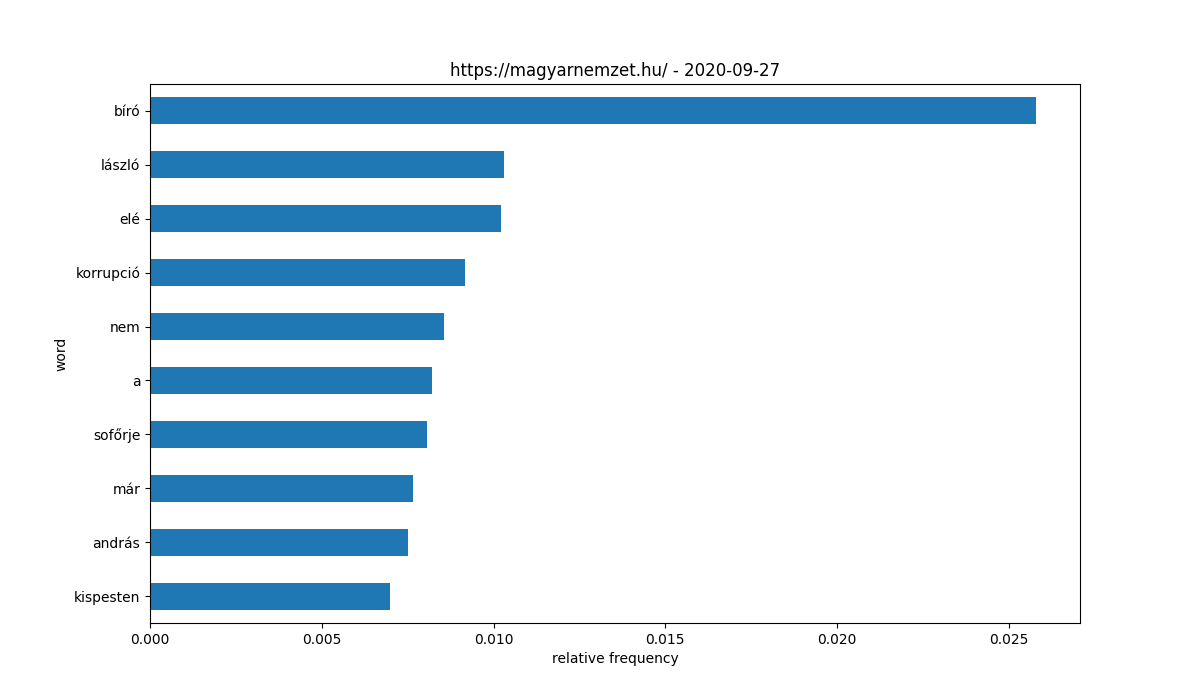 https://magyarnemzet.hu/ - 2020-09-27
word
bíró
lászló
elé
korrupció
nem
a
sofőrje
már
andrás
kispesten
0.000 0.005 0.010 0.015 0.020 0.025
relative frequency